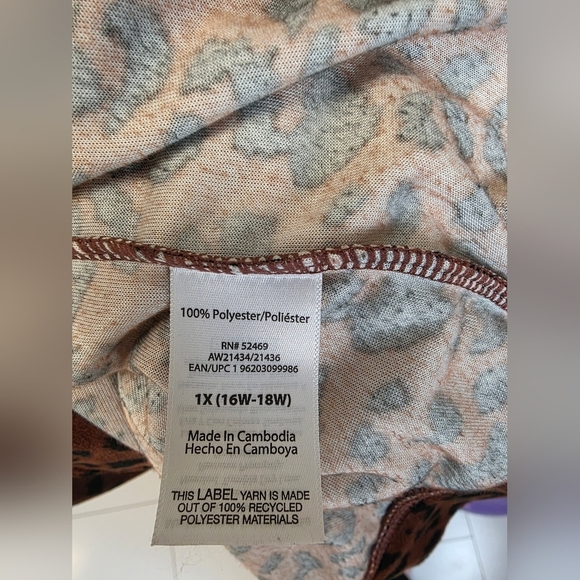 100% Polyester/Poliéster
RN# 52469
AW21434/21436
EAN/UPC 1 96203099986
1X (16W-18W)
Made In Cambodia
Hecho En Camboya
THIS LABEL YARN IS MADE
OUT OF 100% RECYCLED
POLYESTER MATERIALS